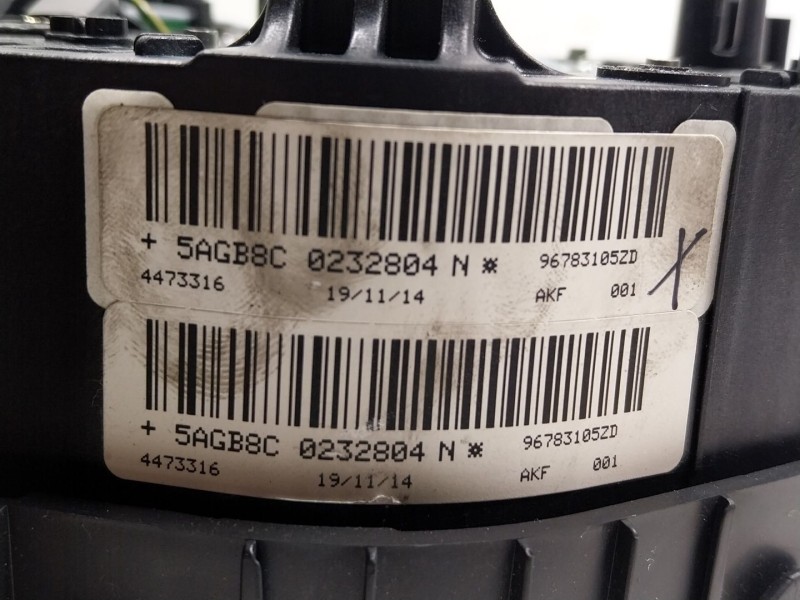 + 5AGB8C 0232804 N ⁕ 96783105ZD
4473316 19/11/14 AKF 001 X
+ 5AGB8C 0232804 N ⁕ 96783105ZD
4473316 19/11/14 AKF 001